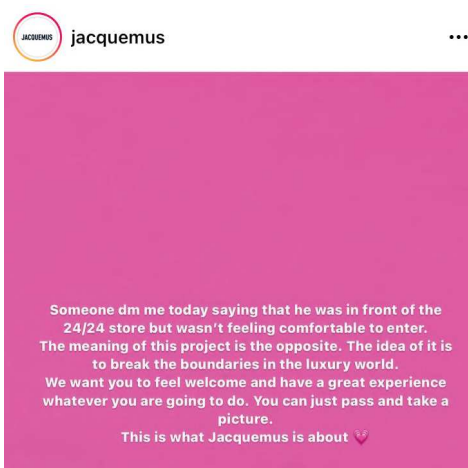 JACQUEMUS
jacquemus
Someone dm me today saying that he was in front of the
24/24 store but wasn't feeling comfortable to enter.
The meaning of this project is the opposite. The idea of it is
to break the boundaries in the luxury world.
We want you to feel welcome and have a great experience
whatever you are going to do. You can just pass and take a
picture.
This is what Jacquemus is about 💗